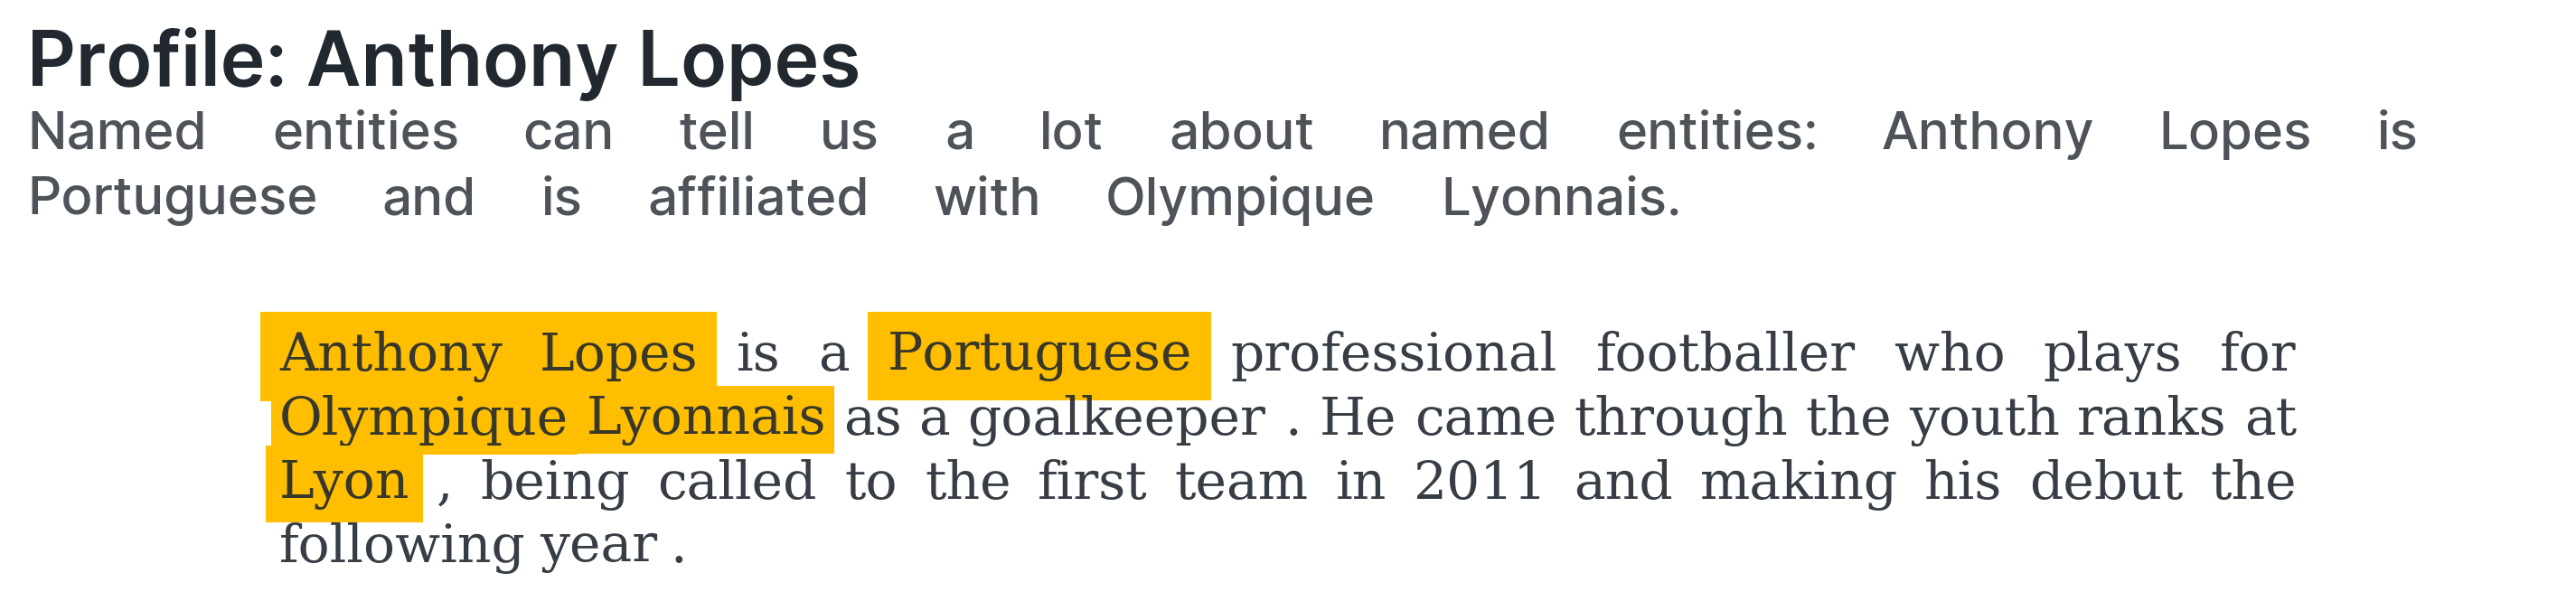 Profile: Anthony Lopes
Named entities can tell us a lot about named entities: Anthony Lopes is
Portuguese and is affiliated with Olympique Lyonnais.
Anthony Lopes is a Portuguese professional footballer who plays for
Olympique Lyonnais as a goalkeeper . He came through the youth ranks at
Lyon , being called to the first team in 2011 and making his debut the
following year .